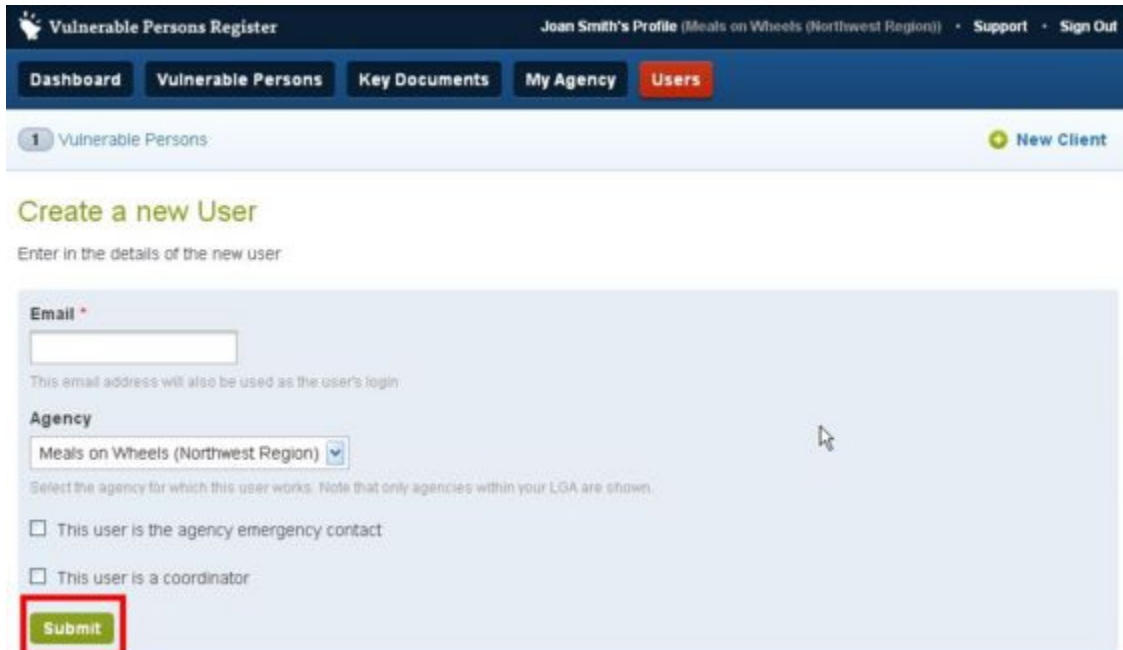 Vulnerable Persons Register
Joan Smith's Profile (Meals on Wheels (Northwest Region)) • Support • Sign Out
Dashboard Vulnerable Persons Key Documents My Agency Users
1 Vulnerable Persons New Client
Create a new User
Enter in the details of the new user
Email *
This email address will also be used as the user's login
Agency
Meals on Wheels (Northwest Region)
Select the agency for which this user works. Note that only agencies within your LGA are shown.
This user is the agency emergency contact
This user is a coordinator
Submit